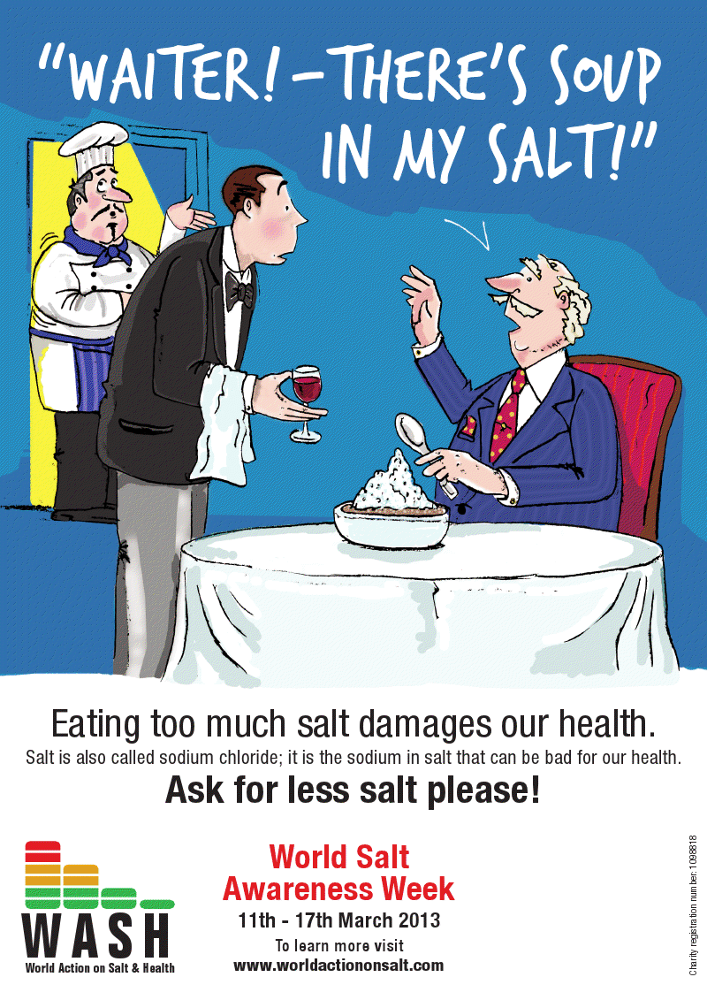 “WAITER! – THERE’S SOUP
IN MY SALT!”
Eating too much salt damages our health.
Salt is also called sodium chloride; it is the sodium in salt that can be bad for our health.
Ask for less salt please!
World Salt
Awareness Week
11th - 17th March 2013
To learn more visit
www.worldactiononsalt.com
WASH
World Action on Salt & Health
Charity registration number: 1098818